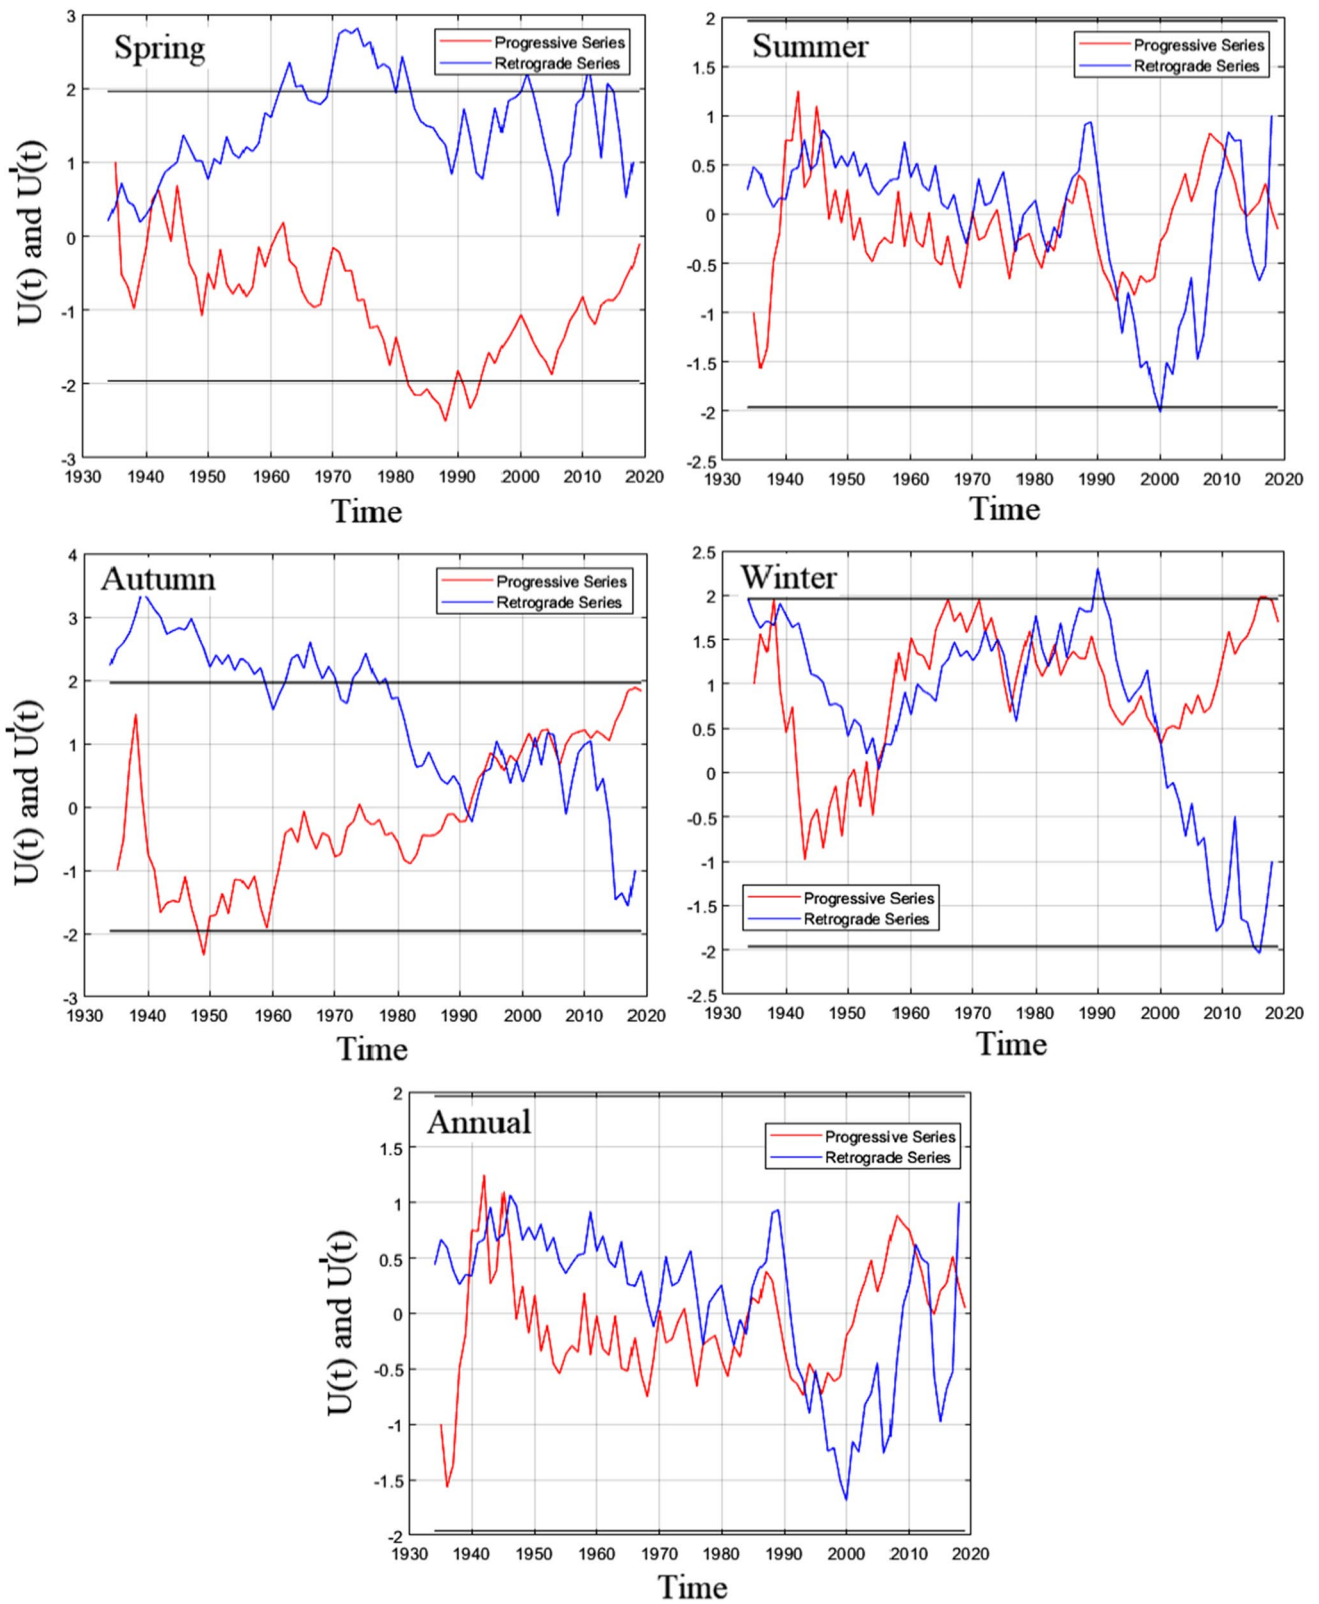 Spring
Progressive Series
Retrograde Series
3
2
1
0
-1
-2
-3
U(t) and U'(t)
1930 1940 1950 1960 1970 1980 1990 2000 2010 2020
Time
Summer
Progressive Series
Retrograde Series
2
1.5
1
0.5
0
-0.5
-1
-1.5
-2
-2.5
1930 1940 1950 1960 1970 1980 1990 2000 2010 2020
Time
Autumn
Progressive Series
Retrograde Series
4
3
2
1
0
-1
-2
-3
U(t) and U'(t)
1930 1940 1950 1960 1970 1980 1990 2000 2010 2020
Time
Winter
2.5
2
1.5
1
0.5
0
-0.5
-1
-1.5
-2
-2.5
Progressive Series
Retrograde Series
1930 1940 1950 1960 1970 1980 1990 2000 2010 2020
Time
Annual
Progressive Series
Retrograde Series
2
1.5
1
0.5
0
-0.5
-1
-1.5
-2
U(t) and U'(t)
1930 1940 1950 1960 1970 1980 1990 2000 2010 2020
Time